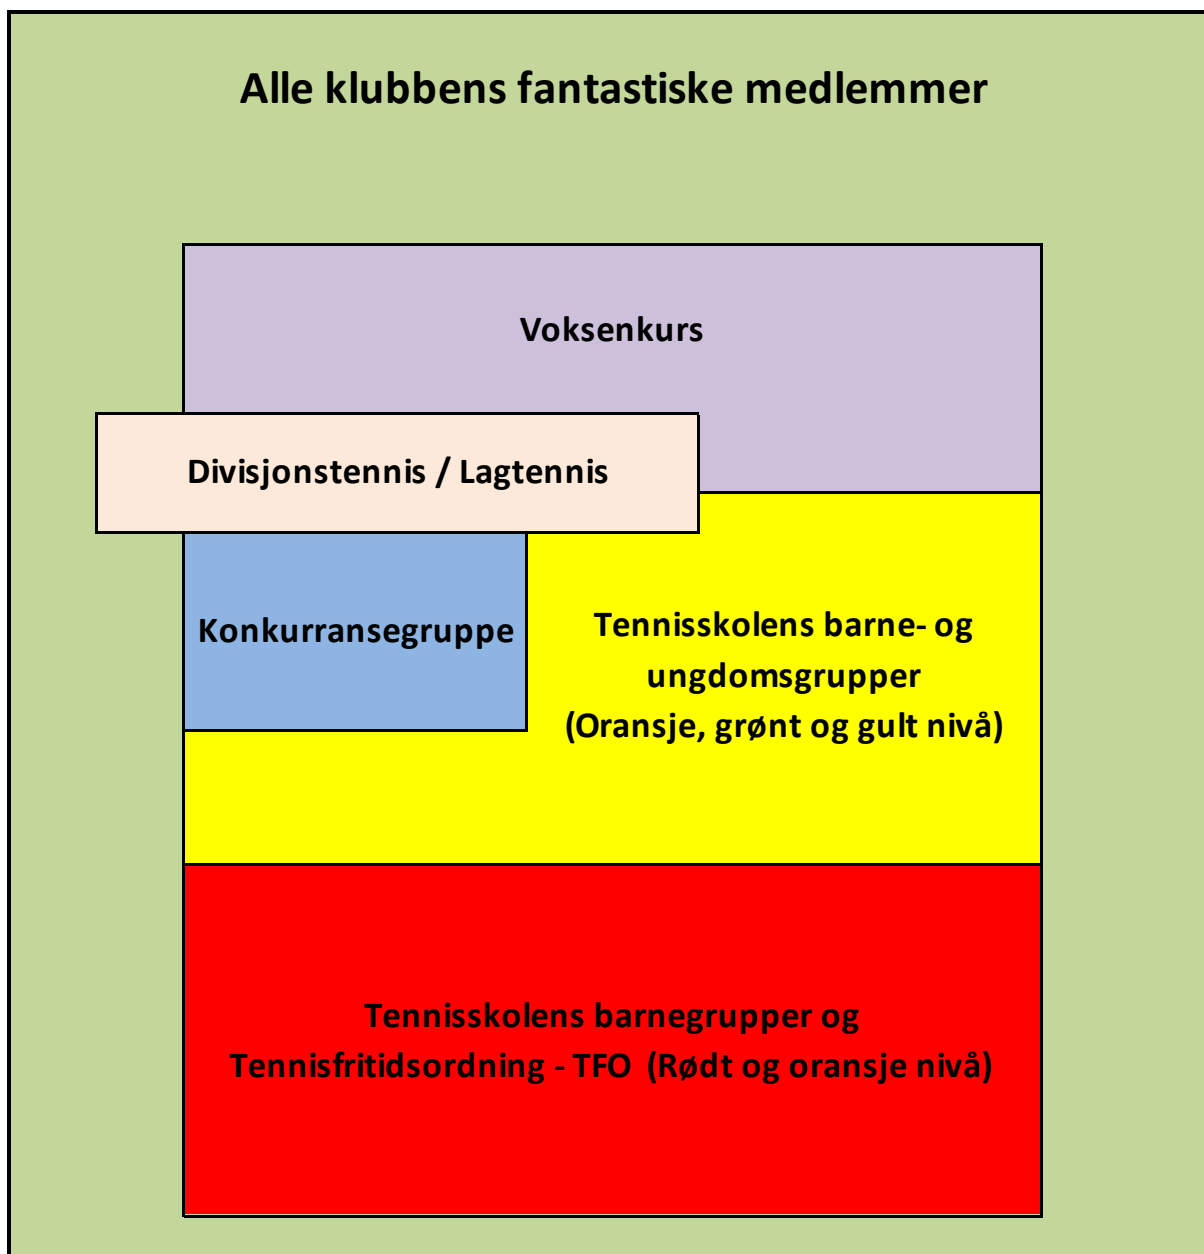 Alle klubbens fantastiske medlemmer
Voksenkurs
Divisjonstennis / Lagtennis
Konkurransegruppe
Tennisskolens barne- og
ungdomsgrupper
(Oransje, grønt og gult nivå)
Tennisskolens barnegrupper og
Tennisfritidsordning - TFO (Rødt og oransje nivå)